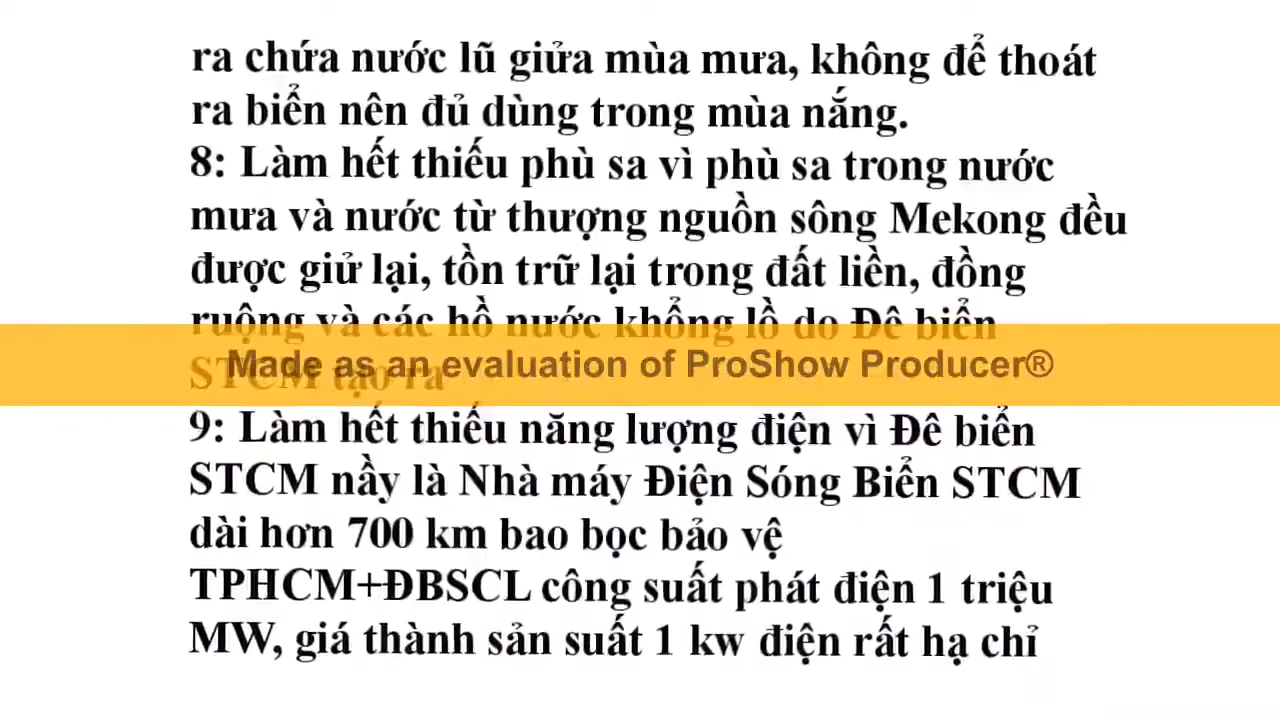 ra chứa nước lũ giửa mùa mưa, không để thoát
ra biển nên đủ dùng trong mùa nắng.
8: Làm hết thiếu phù sa vì phù sa trong nước
mưa và nước từ thượng nguồn sông Mekong đều
được giử lại, tồn trữ lại trong đất liền, đồng
ruộng và các hồ nước khổng lồ do Đê biển
Made as an evaluation of ProShow Producer®
STCM tạo ra
9: Làm hết thiếu năng lượng điện vì Đê biển
STCM nầy là Nhà máy Điện Sóng Biển STCM
dài hơn 700 km bao bọc bảo vệ
TPHCM+ĐBSCL công suất phát điện 1 triệu
MW, giá thành sản suất 1 kw điện rất hạ chỉ